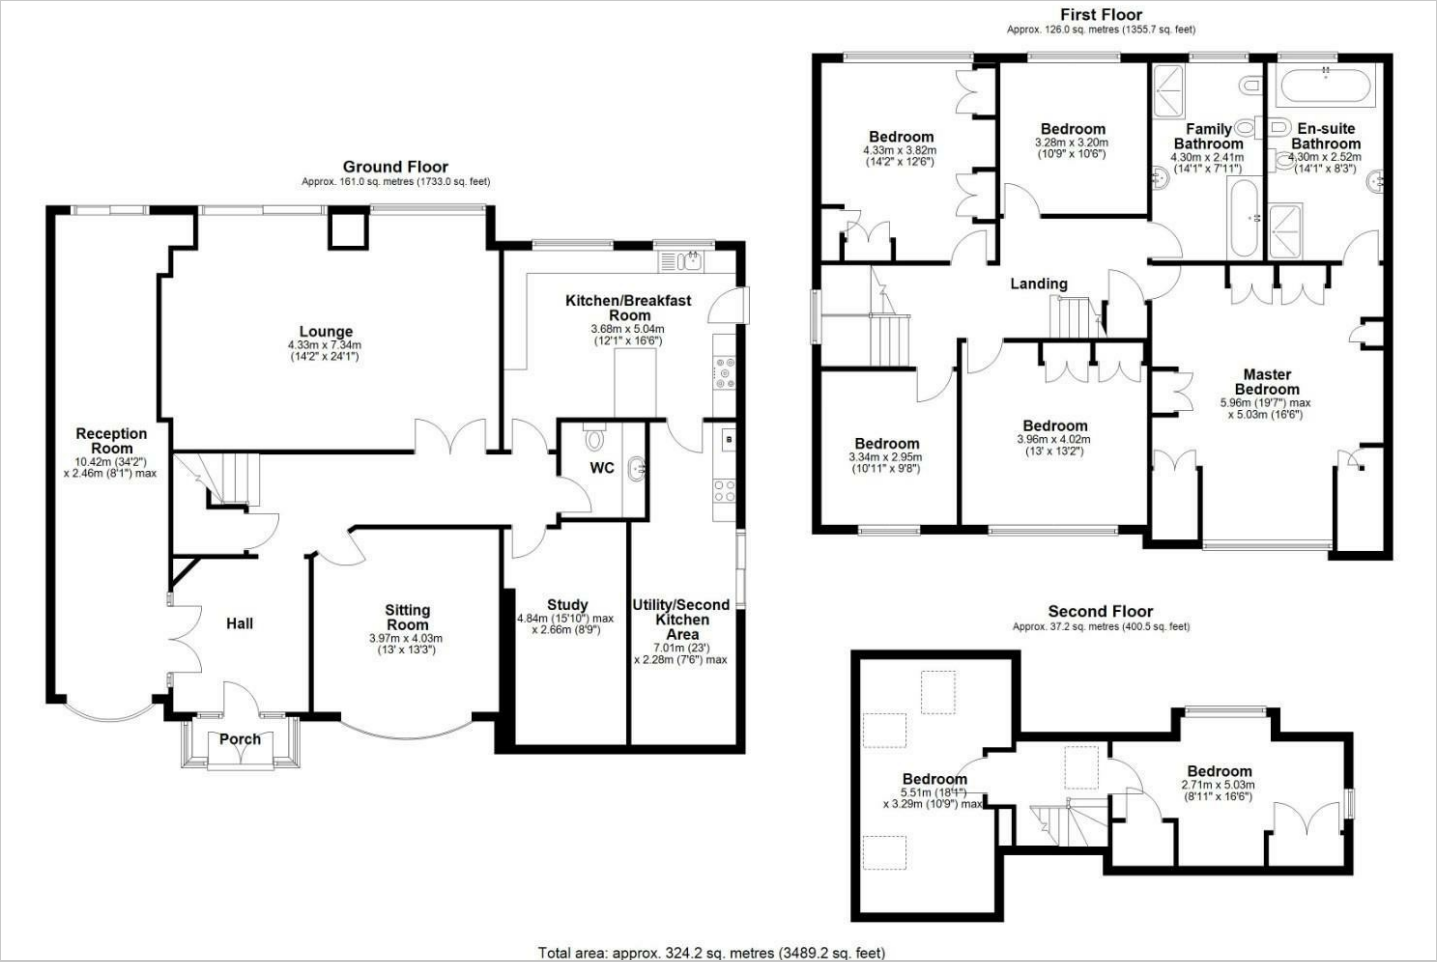 First Floor
Approx. 126.0 sq. metres (1355.7 sq. feet)
Bedroom
4.33m x 3.82m
(14'2" x 12'6")
Bedroom
3.28m x 3.20m
(10'9" x 10'6")
Family
Bathroom
4.30m x 2.41m
(14'1" x 7'11")
En-suite
Bathroom
4.30m x 2.52m
(14'1" x 8'3")
Landing
Master
Bedroom
5.96m (19'7") max
x 5.03m (16'6")
Bedroom
3.34m x 2.95m
(10'11" x 9'8")
Bedroom
3.96m x 4.02m
(13' x 13'2")
Ground Floor
Approx. 161.0 sq. metres (1733.0 sq. feet)
Lounge
4.33m x 7.34m
(14'2" x 24'1")
Kitchen/Breakfast
Room
3.68m x 5.04m
(12'1" x 16'6")
Reception
Room
10.42m (34'2")
x 2.46m (8'1") max
WC
Hall
Sitting
Room
3.97m x 4.03m
(13' x 13'3")
Study
4.84m (15'10") max
x 2.66m (8'9")
Utility/Second
Kitchen
Area
7.01m (23')
x 2.28m (7'6") max
Porch
Second Floor
Approx. 37.2 sq. metres (400.5 sq. feet)
Bedroom
5.51m (18'1")
x 3.29m (10'9") max
Bedroom
2.71m x 5.03m
(8'11" x 16'6")
Total area: approx. 324.2 sq. metres (3489.2 sq. feet)